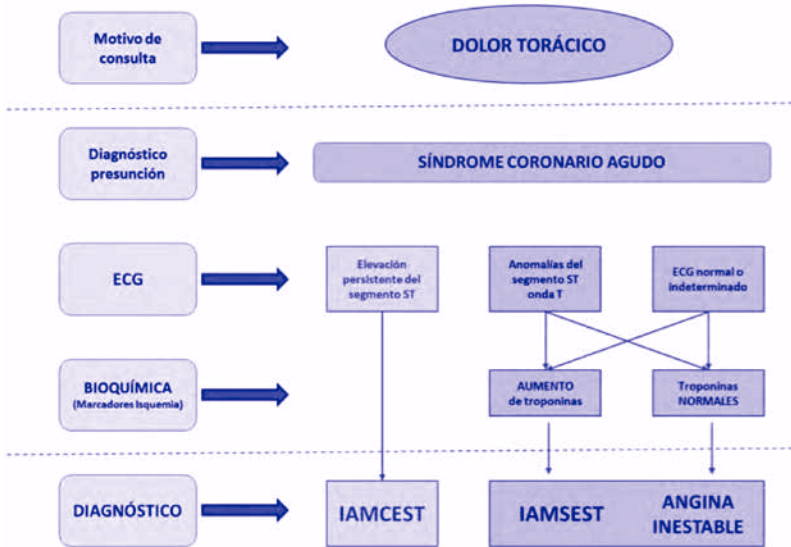 Motivo de
consulta
DOLOR TORÁCICO
Diagnóstico
presunción
SÍNDROME CORONARIO AGUDO
ECG
Elevación
persistente del
segmento ST
Anomalías del
segmento ST
onda T
ECG normal o
indeterminado
BIOQUÍMICA
(Marcadores Isquemia)
AUMENTO
de troponinas
Troponinas
NORMALES
DIAGNÓSTICO
IAMCEST
IAMSEST
ANGINA
INESTABLE